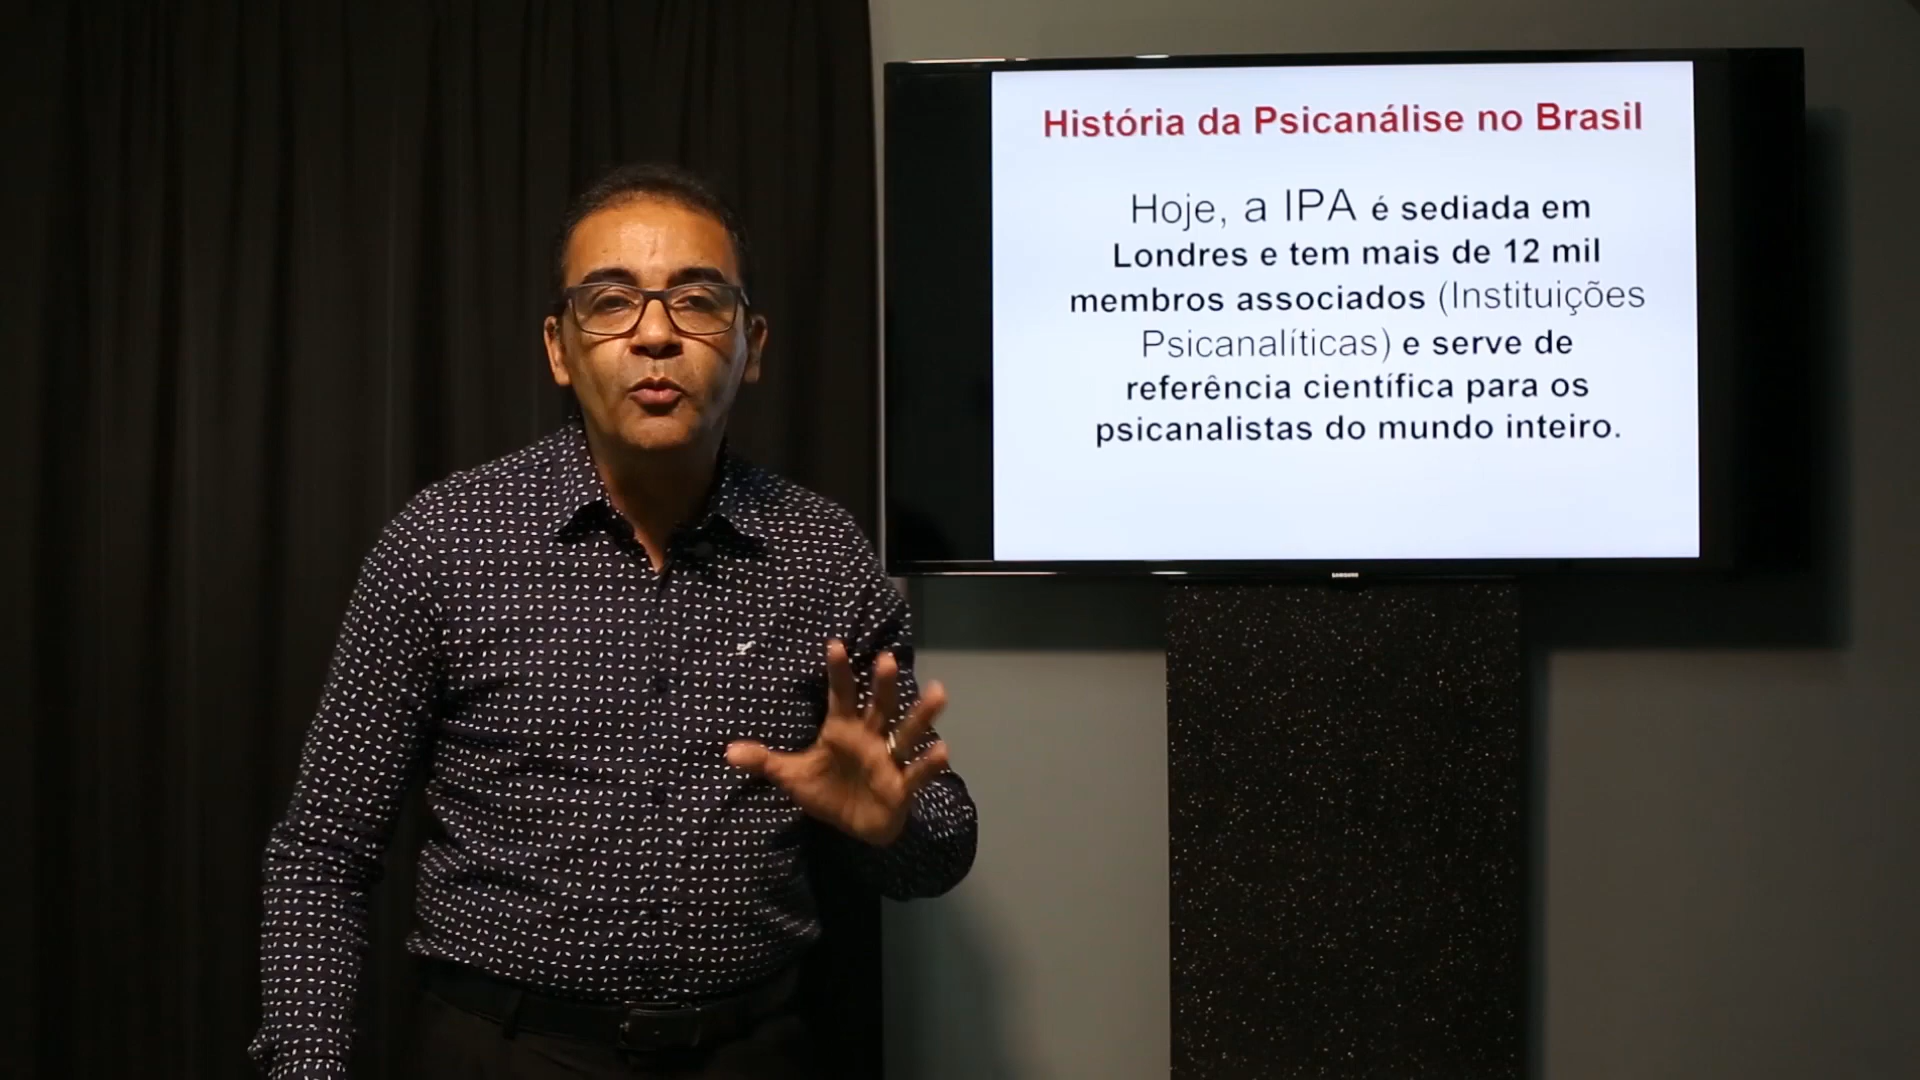 História da Psicanálise no Brasil
Hoje, a IPA é sediada em
Londres e tem mais de 12 mil
membros associados (Instituições
Psicanalíticas) e serve de
referência científica para os
psicanalistas do mundo inteiro.
SAMSUNG